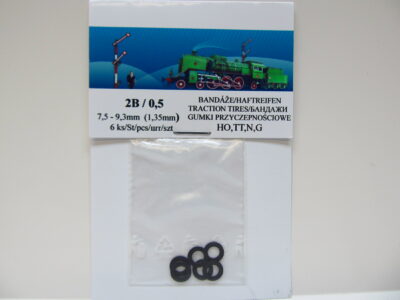 2B / 0,5
7,5 - 9,3mm (1,35mm)
6 ks/St/pcs/шт/szt
BANDÁŽE/HAFTREIFEN
TRACTION TIRES/БАНДАЖИ
GUMKI PRZYCZEPNOŚCIOWE
HO,TT,N,G